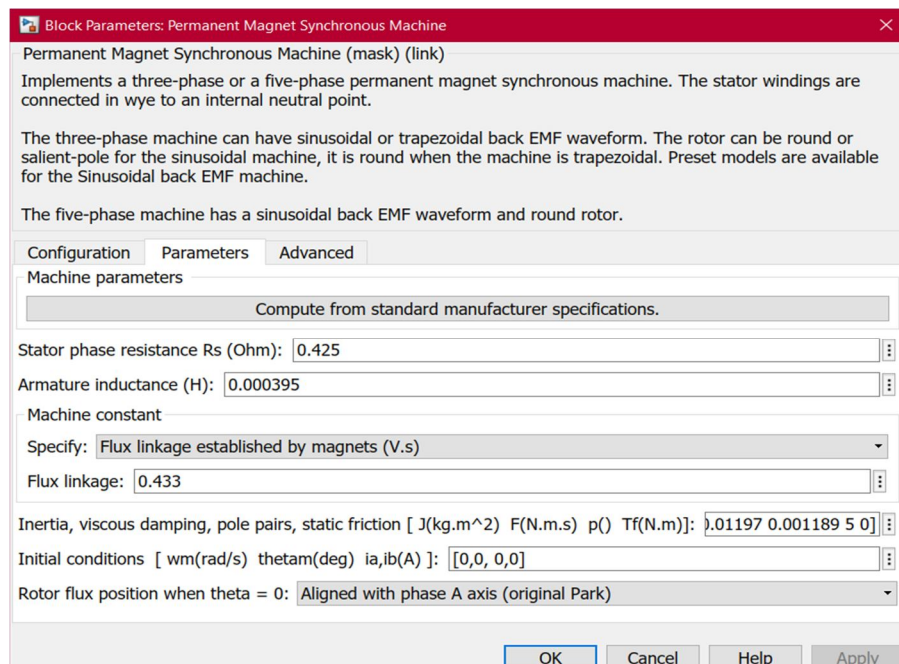 Block Parameters: Permanent Magnet Synchronous Machine
Permanent Magnet Synchronous Machine (mask) (link)
Implements a three-phase or a five-phase permanent magnet synchronous machine. The stator windings are
connected in wye to an internal neutral point.
The three-phase machine can have sinusoidal or trapezoidal back EMF waveform. The rotor can be round or
salient-pole for the sinusoidal machine, it is round when the machine is trapezoidal. Preset models are available
for the Sinusoidal back EMF machine.
The five-phase machine has a sinusoidal back EMF waveform and round rotor.
Configuration Parameters Advanced
Machine parameters
Compute from standard manufacturer specifications.
Stator phase resistance Rs (Ohm): 0.425
Armature inductance (H): 0.000395
Machine constant
Specify: Flux linkage established by magnets (V.s)
Flux linkage: 0.433
Inertia, viscous damping, pole pairs, static friction [ J(kg.m^2) F(N.m.s) p() Tf(N.m)]: 0.01197 0.001189 5 0]
Initial conditions [ wm(rad/s) thetam(deg) ia,ib(A) ]: [0,0, 0,0]
Rotor flux position when theta = 0: Aligned with phase A axis (original Park)
OK Cancel Help Apply